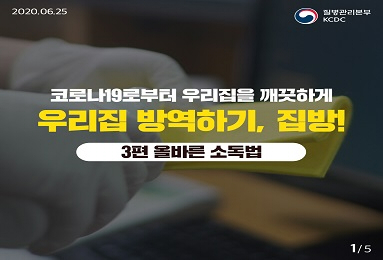 2020.06.25
질병관리본부
KCDC
코로나19로부터 우리집을 깨끗하게
우리집 방역하기, 집방!
3편 올바른 소독법
1/5